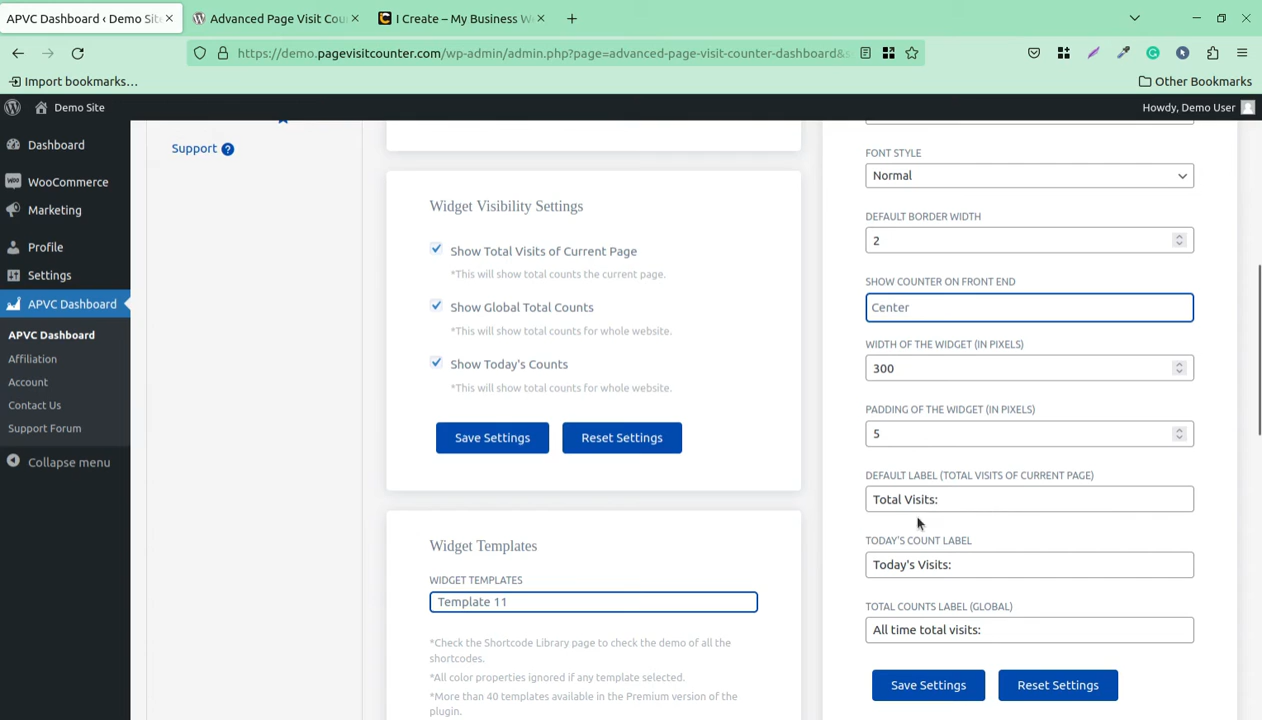 APVC Dashboard ‹ Demo Site
Advanced Page Visit Cou
I Create – My Business W
https://demo.pagevisitcounter.com/wp-admin/admin.php?page=advanced-page-visit-counter-dashboard&s
Import bookmarks…
Other Bookmarks
Demo Site
Howdy, Demo User
Dashboard
WooCommerce
Marketing
Profile
Settings
APVC Dashboard
APVC Dashboard
Affiliation
Account
Contact Us
Support Forum
Collapse menu
Support
Widget Visibility Settings
Show Total Visits of Current Page
*This will show total counts the current page.
Show Global Total Counts
*This will show total counts for whole website.
Show Today's Counts
*This will show total counts for whole website.
Save Settings
Reset Settings
Widget Templates
WIDGET TEMPLATES
Template 11
*Check the Shortcode Library page to check the demo of all the
shortcodes.
*All color properties ignored if any template selected.
*More than 40 templates available in the Premium version of the
plugin.
FONT STYLE
Normal
DEFAULT BORDER WIDTH
2
SHOW COUNTER ON FRONT END
Center
WIDTH OF THE WIDGET (IN PIXELS)
300
PADDING OF THE WIDGET (IN PIXELS)
5
DEFAULT LABEL (TOTAL VISITS OF CURRENT PAGE)
Total Visits:
TODAY'S COUNT LABEL
Today's Visits:
TOTAL COUNTS LABEL (GLOBAL)
All time total visits:
Save Settings
Reset Settings